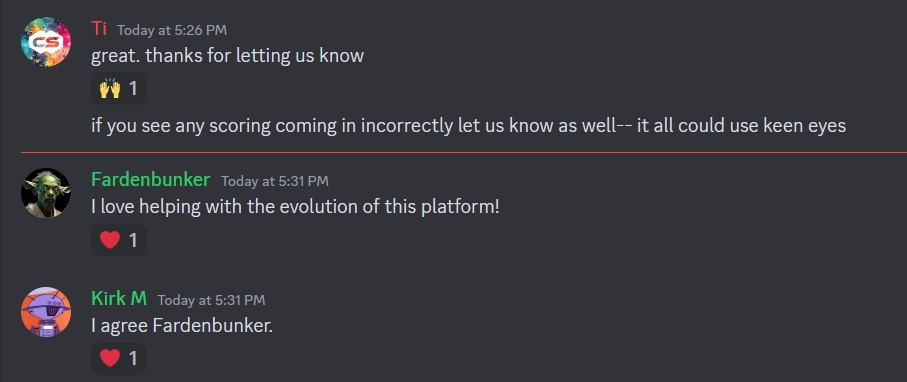 CS
Ti Today at 5:26 PM
great. thanks for letting us know
🙌 1
if you see any scoring coming in incorrectly let us know as well-- it all could use keen eyes
Fardenbunker Today at 5:31 PM
I love helping with the evolution of this platform!
❤️ 1
Kirk M Today at 5:31 PM
I agree Fardenbunker.
❤️ 1